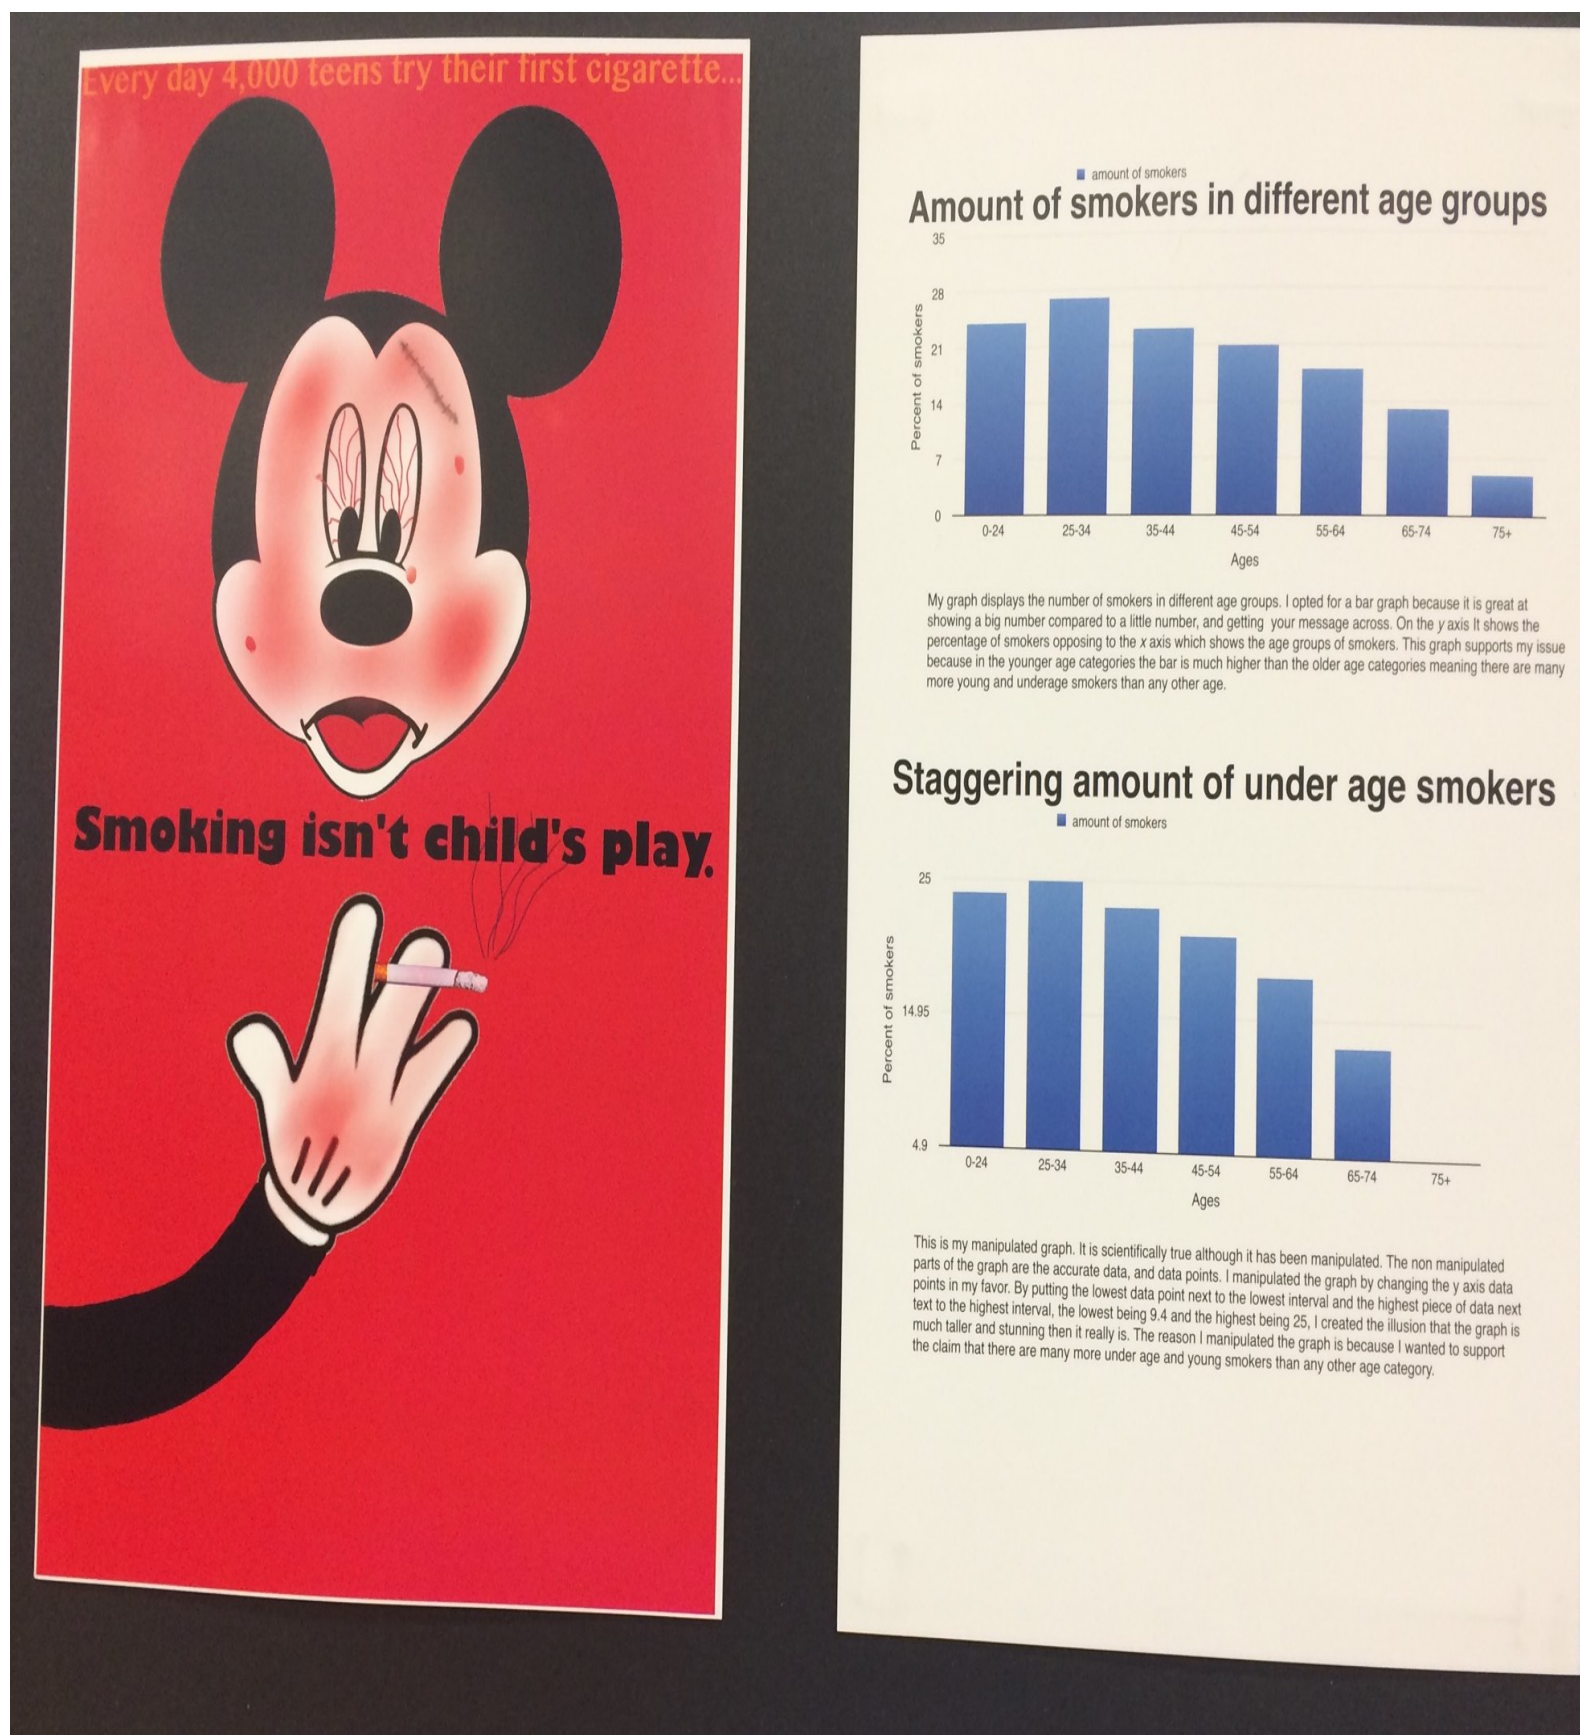 Every day 4,000 teens try their first cigarette...
Smoking isn't child's play.
amount of smokers
Amount of smokers in different age groups
35
28
21
14
7
0
Percent of smokers
0-24 25-34 35-44 45-54 55-64 65-74 75+
Ages
My graph displays the number of smokers in different age groups. I opted for a bar graph because it is great at
showing a big number compared to a little number, and getting your message across. On the y axis It shows the
percentage of smokers opposing to the x axis which shows the age groups of smokers. This graph supports my issue
because in the younger age categories the bar is much higher than the older age categories meaning there are many
more young and underage smokers than any other age.
Staggering amount of under age smokers
amount of smokers
25
14.95
4.9
Percent of smokers
0-24 25-34 35-44 45-54 55-64 65-74 75+
Ages
This is my manipulated graph. It is scientifically true although it has been manipulated. The non manipulated
parts of the graph are the accurate data, and data points. I manipulated the graph by changing the y axis data
points in my favor. By putting the lowest data point next to the lowest interval and the highest piece of data next
text to the highest interval, the lowest being 9.4 and the highest being 25, I created the illusion that the graph is
much taller and stunning then it really is. The reason I manipulated the graph is because I wanted to support
the claim that there are many more under age and young smokers than any other age category.